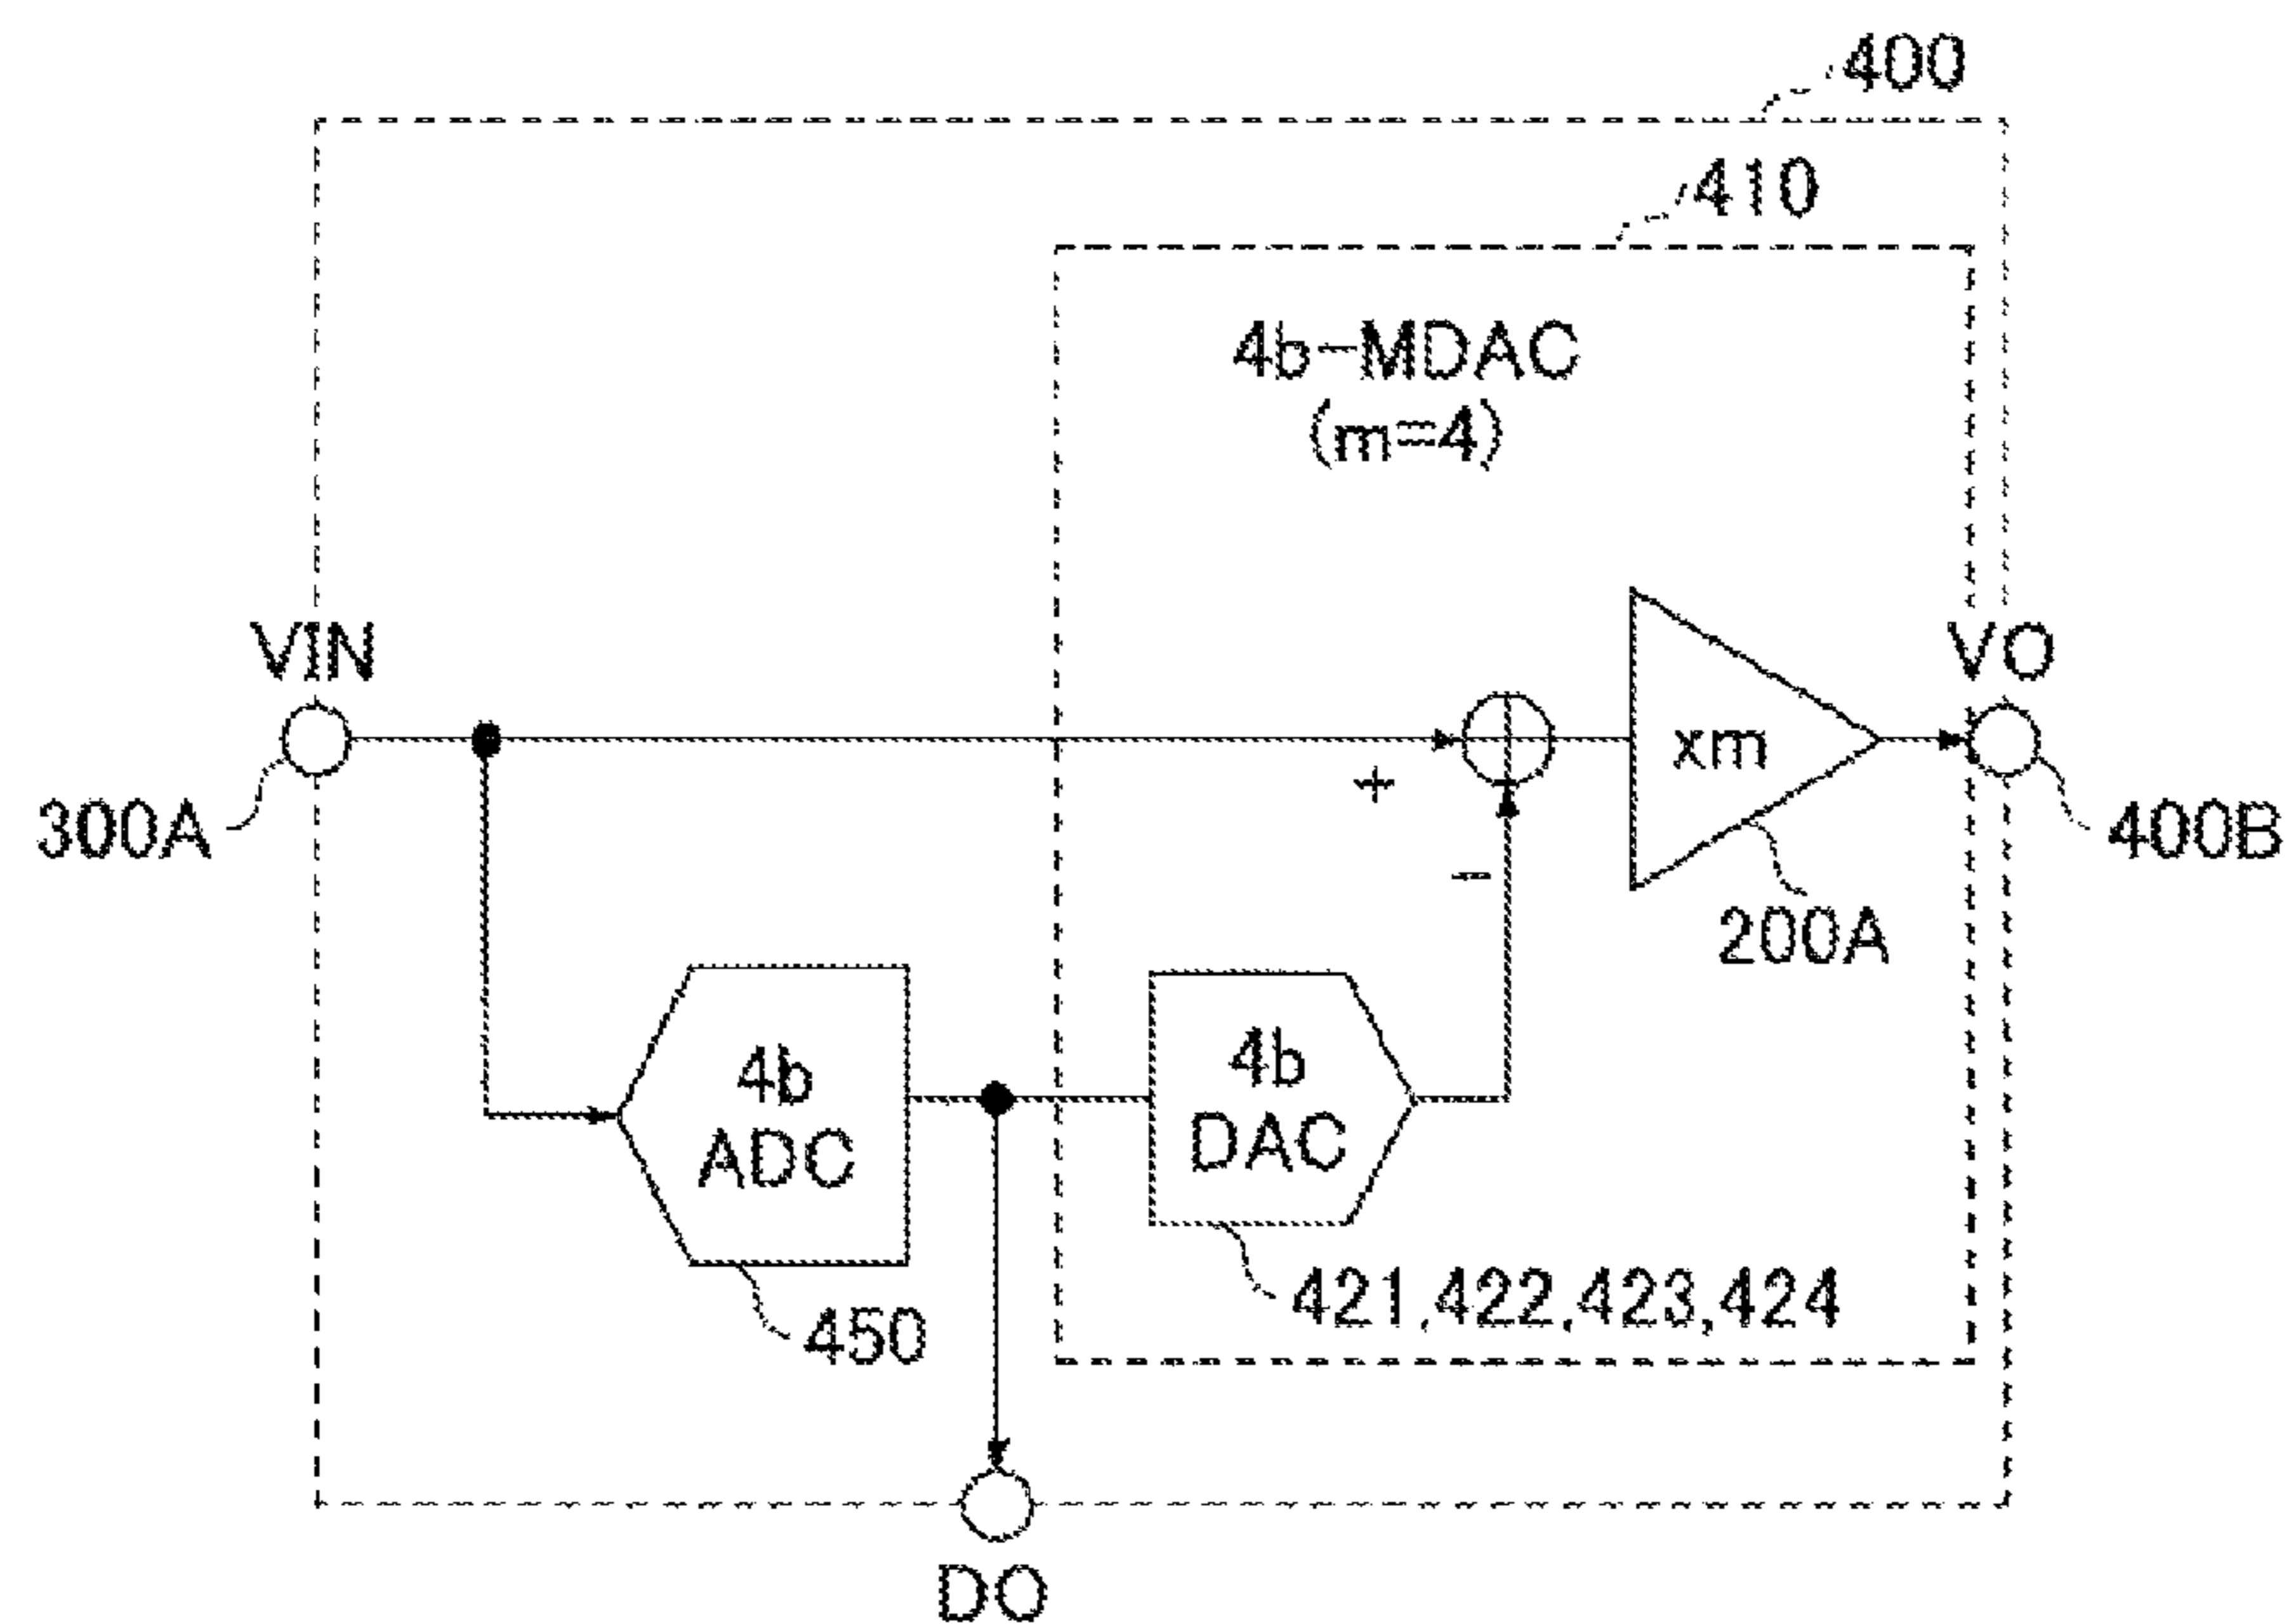 400
410
4b-MDAC
(m=4)
VIN
VO
300A
+
xm
400B
-
200A
4b
ADC
4b
DAC
421,422,423,424
450
DO